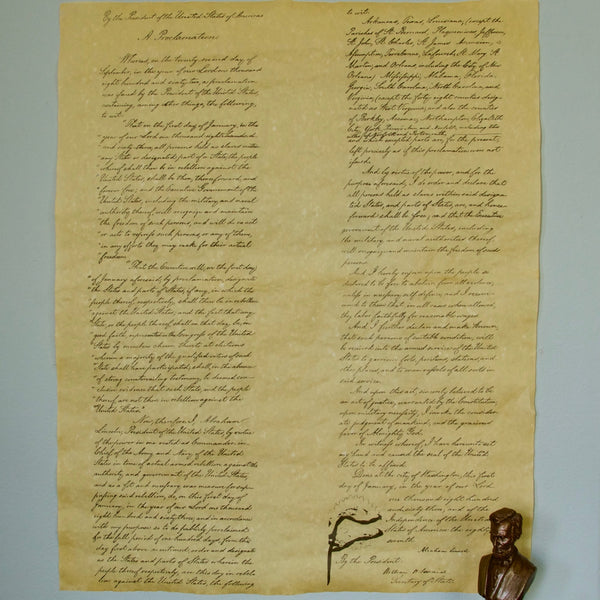 By the President of the United States of America:
A Proclamation.
Whereas, on the twenty-second day of
September, in the year of our Lord one thousand
eight hundred and sixty-two, a proclamation
was issued by the President of the United States,
containing, among other things, the following,
to wit:
"That on the first day of January, in the
"year of our Lord one thousand eight hundred
"and sixty-three, all persons held as slaves within
"any State or designated part of a State, the people
"whereof shall then be in rebellion against the
"United States, shall be then, thenceforward, and
"forever free; and the Executive Government of the
"United States, including the military and naval
"authority thereof, will recognize and maintain
"the freedom of such persons, and will do no act
"or acts to repress such persons, or any of them,
"in any efforts they may make for their actual
"freedom.
"That the Executive will, on the first day
"of January aforesaid, by proclamation, designate
"the States and parts of States, if any, in which the
"people thereof, respectively, shall then be in rebellion
"against the United States; and the fact that any
"State, or the people thereof, shall on that day be, in
"good faith, represented in the Congress of the United
"States by members chosen thereto at elections
"wherein a majority of the qualified voters of such
"State shall have participated, shall, in the absence
"of strong countervailing testimony, be deemed con-
"clusive evidence that such State, and the people
"thereof, are not then in rebellion against the
"United States."
Now, therefore I, Abraham
Lincoln, President of the United States, by virtue
of the power in me vested as Commander-in-
Chief of the Army and Navy of the United
States in time of actual armed rebellion against the
authority and government of the United States,
and as a fit and necessary war measure for sup-
pressing said rebellion, do, on this first day of
January, in the year of our Lord one thousand
eight hundred and sixty-three, and in accordance
with my purpose so to do publicly proclaimed
for the full period of one hundred days, from the
day first above mentioned, order and designate
as the States and parts of States wherein the
people thereof respectively, are this day in rebel-
lion against the United States, the following,
to wit:
Arkansas, Texas, Louisiana, (except the
Parishes of St. Bernard, Plaquemines, Jefferson,
St. John, St. Charles, St. James, Ascension,
Assumption, Terrebonne, Lafourche, St. Mary, St.
Martin, and Orleans, including the City of New
Orleans) Mississippi, Alabama, Florida,
Georgia, South Carolina, North Carolina, and
Virginia, (except the forty eight counties desig-
nated as West Virginia, and also the counties
of Berkley, Accomac, Northampton, Elizabeth
City, York, Princess Ann, and Norfolk, including the
cities of Norfolk and Portsmouth
and which excepted parts are, for the present,
left precisely as if this proclamation were not
issued.
And by virtue of the power, and for the
purpose aforesaid, I do order and declare that
all persons held as slaves within said desig-
nated States, and parts of States, are, and hence-
forward shall be free; and that the Executive
government of the United States, including
the military and naval authorities thereof,
will recognize and maintain the freedom of said
persons.
And I hereby enjoin upon the people so
declared to be free to abstain from all violence,
unless in necessary self-defence; and I recom-
mend to them that, in all cases when allowed,
they labor faithfully for reasonable wages.
And I further declare and make known,
that such persons of suitable condition, will
be received into the armed service of the United
States to garrison forts, positions, stations, and
other places, and to man vessels of all sorts in
said service.
And upon this act, sincerely believed to be
an act of justice, warranted by the Constitution,
upon military necessity, I invoke the consider-
ate judgment of mankind, and the gracious
favor of Almighty God.
In witness whereof, I have hereunto set
my hand and caused the seal of the United
States to be affixed.
Done at the city of Washington, this first
day of January, in the year of our Lord
one thousand eight hundred
and sixty three, and of the
Independence of the United
States of America the eighty-
seventh.
Abraham Lincoln
By the President:
William H. Seward
Secretary of State.